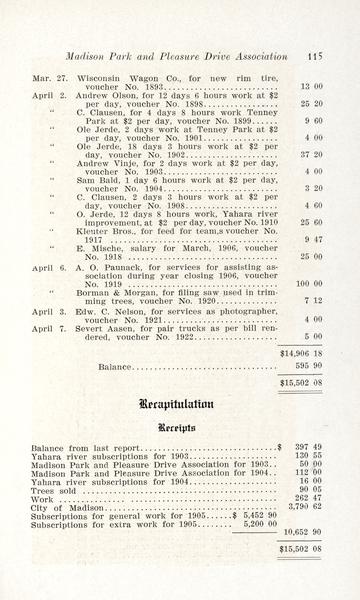 Madison Park and Pleasure Drive Association 115
Mar. 27. Wisconsin Wagon Co., for new rim tire,
voucher No. 1893.......................... 13 00
April 2. Andrew Olson, for 12 days 6 hours work at $2
per day, voucher No. 1898................. 25 20
" C. Clausen, for 4 days 8 hours work Tenney
Park at $2 per day, voucher No. 1899...... 9 60
" Ole Jerde, 2 days work at Tenney Park at $2
per day, voucher No. 1901................. 4 00
" Ole Jerde, 18 days 3 hours work at $2 per
day, voucher No. 1902..................... 37 20
" Andrew Vinje, for 2 days work at $2 per day,
voucher No. 1903.......................... 4 00
" Sam Bald, 1 day 6 hours work at $2 per day,
voucher No. 1904.......................... 3 20
" C. Clausen, 2 days 3 hours work at $2 per
day, voucher No. 1908..................... 4 60
" O. Jerde, 12 days 8 hours work, Yahara river
improvement, at $2 per day, voucher No. 1910 25 60
" Kleuter Bros., for feed for team,s voucher No.
1917 ..................................... 9 47
" E. Mische, salary for March, 1906, voucher
No. 1918 ................................. 25 00
April 6. A. O. Paunack, for services for assisting as-
sociation during year closing 1906, voucher
No. 1919 ................................. 100 00
" Borman & Morgan, for filing saw used in trim-
ming trees, voucher No. 1920.............. 7 12
April 3. Edw. C. Nelson, for services as photographer,
voucher No. 1921.......................... 4 00
April 7. Severt Aasen, for pair trucks as per bill ren-
dered, voucher No. 1922................... 5 00
$14,906 18
Balance................................... 595 90
$15,502 08
Recapitulation
Receipts
Balance from last report...........................$ 397 49
Yahara river subscriptions for 1903.................. 130 55
Madison Park and Pleasure Drive Association for 1903.. 50 00
Madison Park and Pleasure Drive Association for 1904.. 112 00
Yahara river subscriptions for 1904.................. 16 00
Trees sold .......................................... 90 05
Work ................................................ 262 47
City of Madison...................................... 3,790 62
Subscriptions for general work for 1905......$ 5,452 90
Subscriptions for extra work for 1905....... 5,200 00
10,652 90
$15,502 08